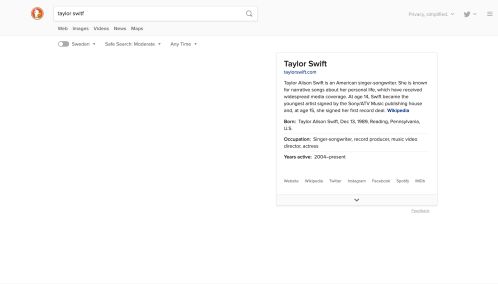 taylor switf
Privacy, simplified.
Web Images Videos News Maps
Sweden Safe Search: Moderate Any Time
Taylor Swift
taylorswift.com
Taylor Alison Swift is an American singer-songwriter. She is known
for narrative songs about her personal life, which have received
widespread media coverage. At age 14, Swift became the
youngest artist signed by the Sony/ATV Music publishing house
and, at age 15, she signed her first record deal. Wikipedia
Born: Taylor Alison Swift, Dec 13, 1989, Reading, Pennsylvania,
U.S.
Occupation: Singer-songwriter, record producer, music video
director, actress
Years active: 2004–present
Website Wikipedia Twitter Instagram Facebook Spotify IMDb
Feedback